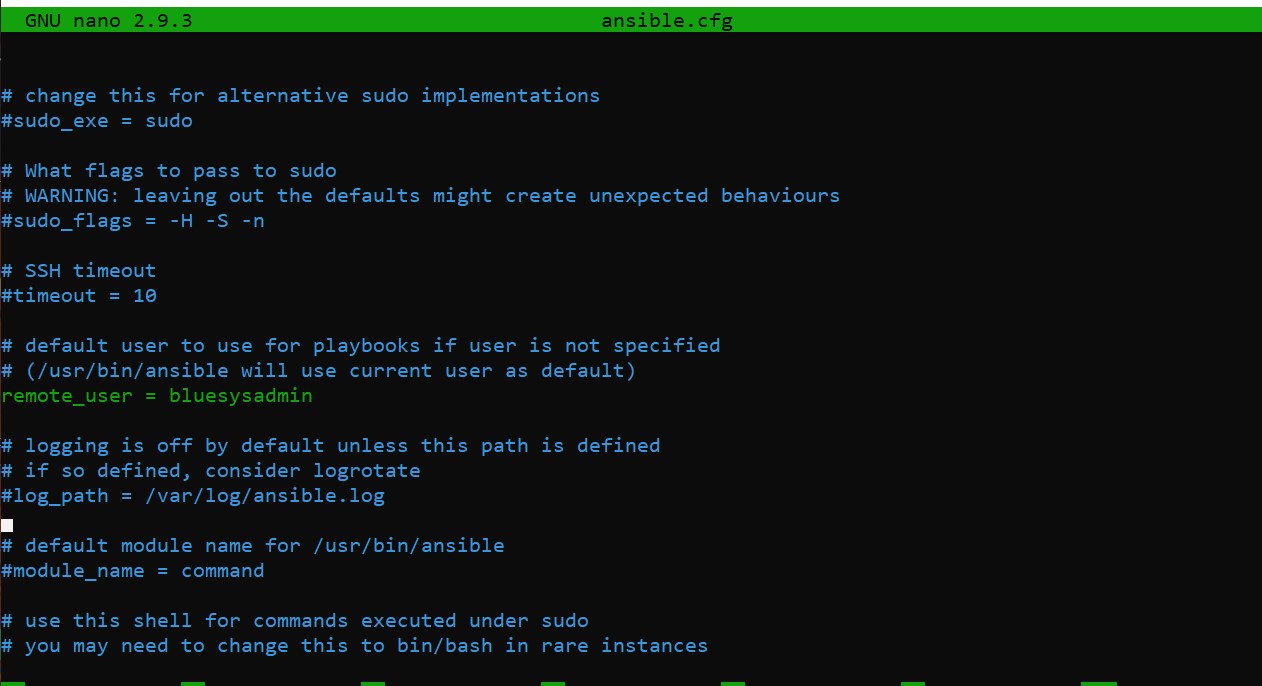 GNU nano 2.9.3 ansible.cfg
# change this for alternative sudo implementations
#sudo_exe = sudo
# What flags to pass to sudo
# WARNING: leaving out the defaults might create unexpected behaviours
#sudo_flags = -H -S -n
# SSH timeout
#timeout = 10
# default user to use for playbooks if user is not specified
# (/usr/bin/ansible will use current user as default)
remote_user = bluesysadmin
# logging is off by default unless this path is defined
# if so defined, consider logrotate
#log_path = /var/log/ansible.log
# default module name for /usr/bin/ansible
#module_name = command
# use this shell for commands executed under sudo
# you may need to change this to bin/bash in rare instances